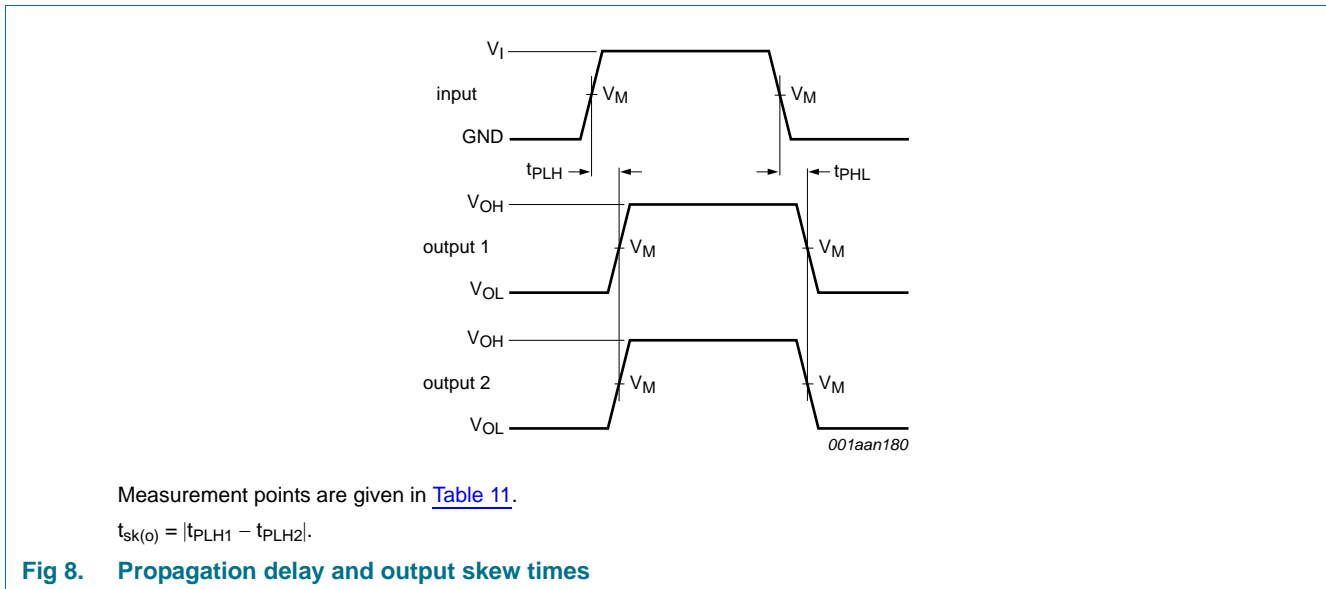 VI
input
VM
VM
GND
tPLH
tPHL
VOH
output 1
VM
VM
VOL
VOH
output 2
VM
VM
VOL
001aan180
Measurement points are given in Table 11.
tsk(o) = |tPLH1 − tPLH2|.
Fig 8. Propagation delay and output skew times